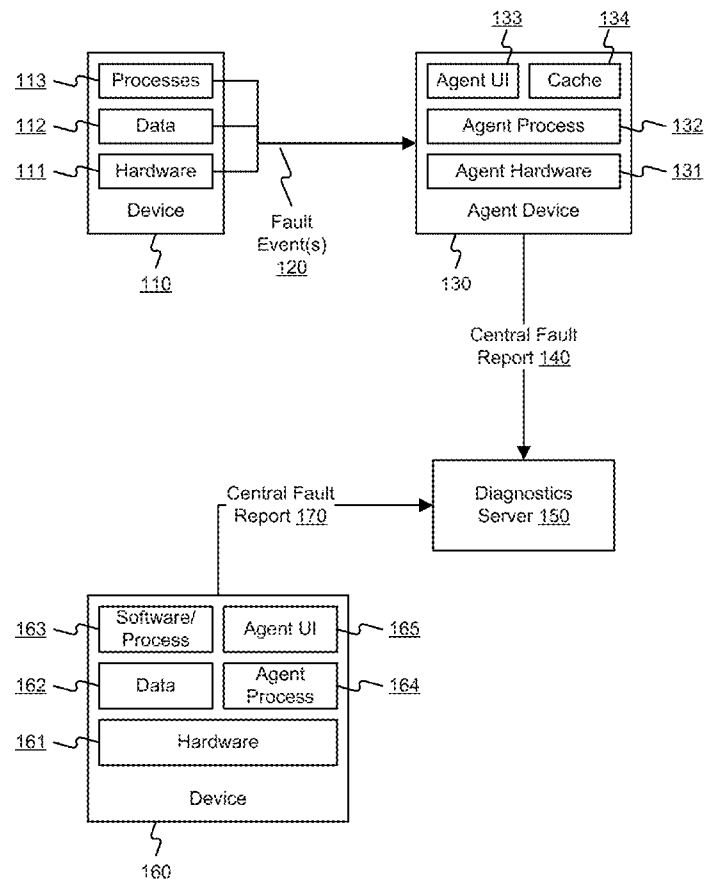 133
134
113
Processes
Agent UI
Cache
112
Data
Agent Process
132
111
Hardware
Agent Hardware
131
Device
Agent Device
Fault
Event(s)
120
110
130
Central Fault
Report 140
Central Fault
Report 170
Diagnostics
Server 150
163
Software/
Process
Agent UI
165
162
Data
Agent
Process
164
161
Hardware
Device
160